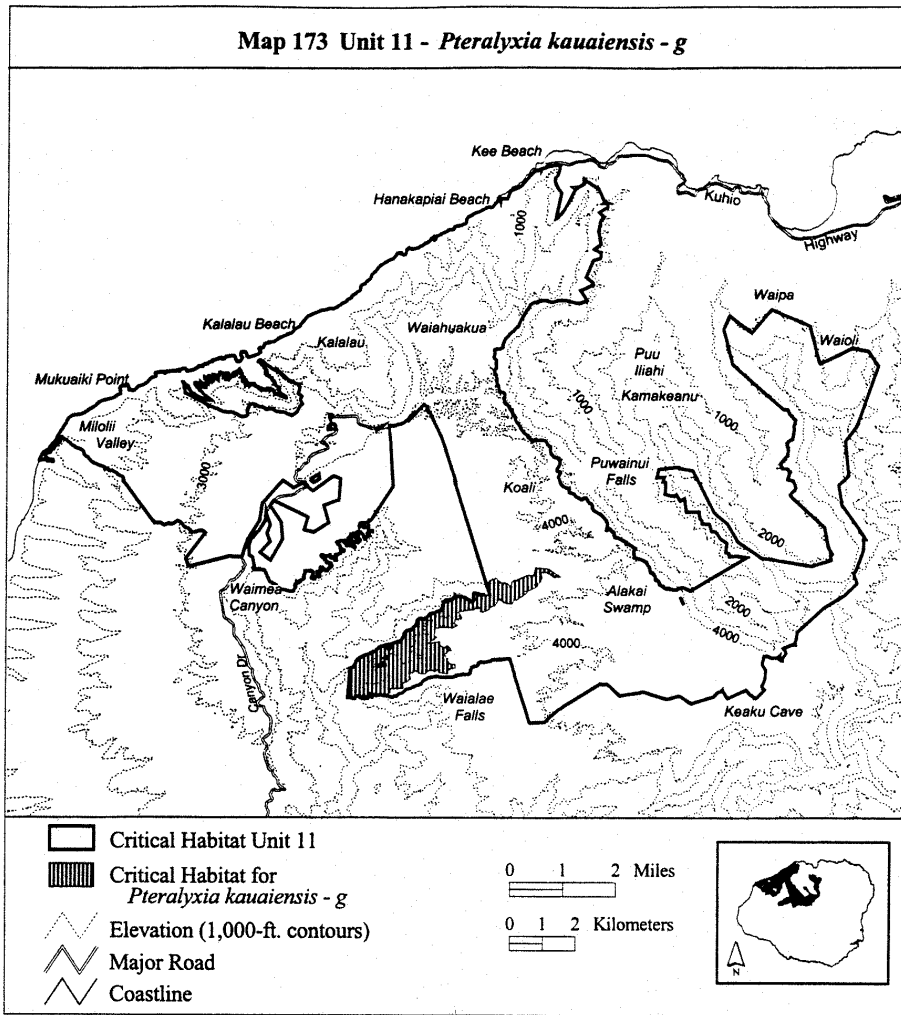 Map 173 Unit 11 - Pteralyxia kauaiensis - g
Kee Beach
Hanakapiai Beach
Kuhio
Highway
1000
Waipa
Kalalau Beach
Kalalau
Waiahuakua
Waioli
Puu
Iliahi
Mukuaiki Point
Kamakeanu
1000
1000
Milolii
Valley
3000
Puwainui
Falls
Koali
4000
2000
Waimea
Canyon
Alakai
Swamp
2000
4000
4000
Canyon Dr
Waialae
Falls
Keaku Cave
Critical Habitat Unit 11
Critical Habitat for
Pteralyxia kauaiensis - g
Elevation (1,000-ft. contours)
Major Road
Coastline
0 1 2 Miles
0 1 2 Kilometers
N